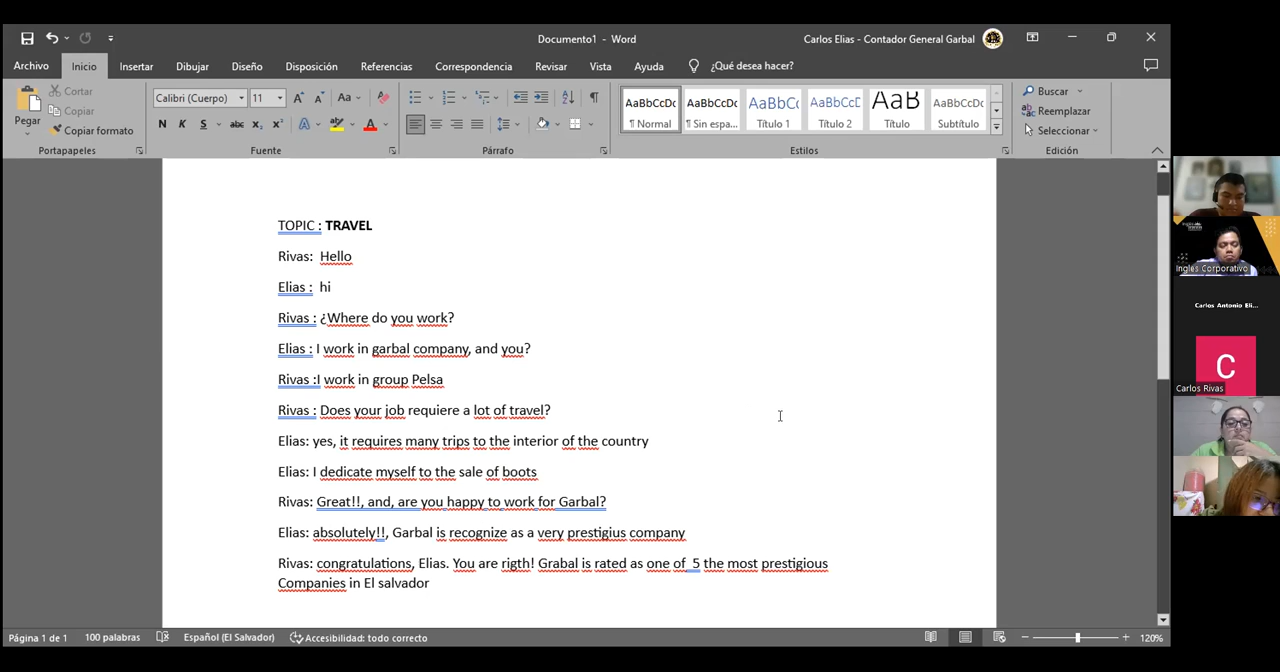 Documento1 - Word
Carlos Elias - Contador General Garbal
Archivo
Inicio
Insertar
Dibujar
Diseño
Disposición
Referencias
Correspondencia
Revisar
Vista
Ayuda
¿Qué desea hacer?
Pegar
Cortar
Copiar
Copiar formato
Portapapeles
Calibri (Cuerpo)
11
Aa
N K S abc x₂ x²
A
Fuente
Párrafo
AaBbCcDc
¶ Normal
AaBbCcDc
¶ Sin espa...
AaBbC(
Título 1
AaBbCcE
Título 2
AaB
Título
AaBbCcD
Subtítulo
Estilos
Buscar
Reemplazar
Seleccionar
Edición
TOPIC : TRAVEL
Rivas: Hello
Elias : hi
Rivas : ¿Where do you work?
Elias : I work in garbal company, and you?
Rivas :I work in group Pelsa
Rivas : Does your job requiere a lot of travel?
Elias: yes, it requires many trips to the interior of the country
Elias: I dedicate myself to the sale of boots
Rivas: Great!!, and, are you happy to work for Garbal?
Elias: absolutely!!, Garbal is recognize as a very prestigius company
Rivas: congratulations, Elias. You are rigth! Grabal is rated as one of 5 the most prestigious
Companies in El salvador
Página 1 de 1
100 palabras
Español (El Salvador)
Accesibilidad: todo correcto
120%
Ingles Corporativo
Carlos Antonio Eli...
C
Carlos Rivas